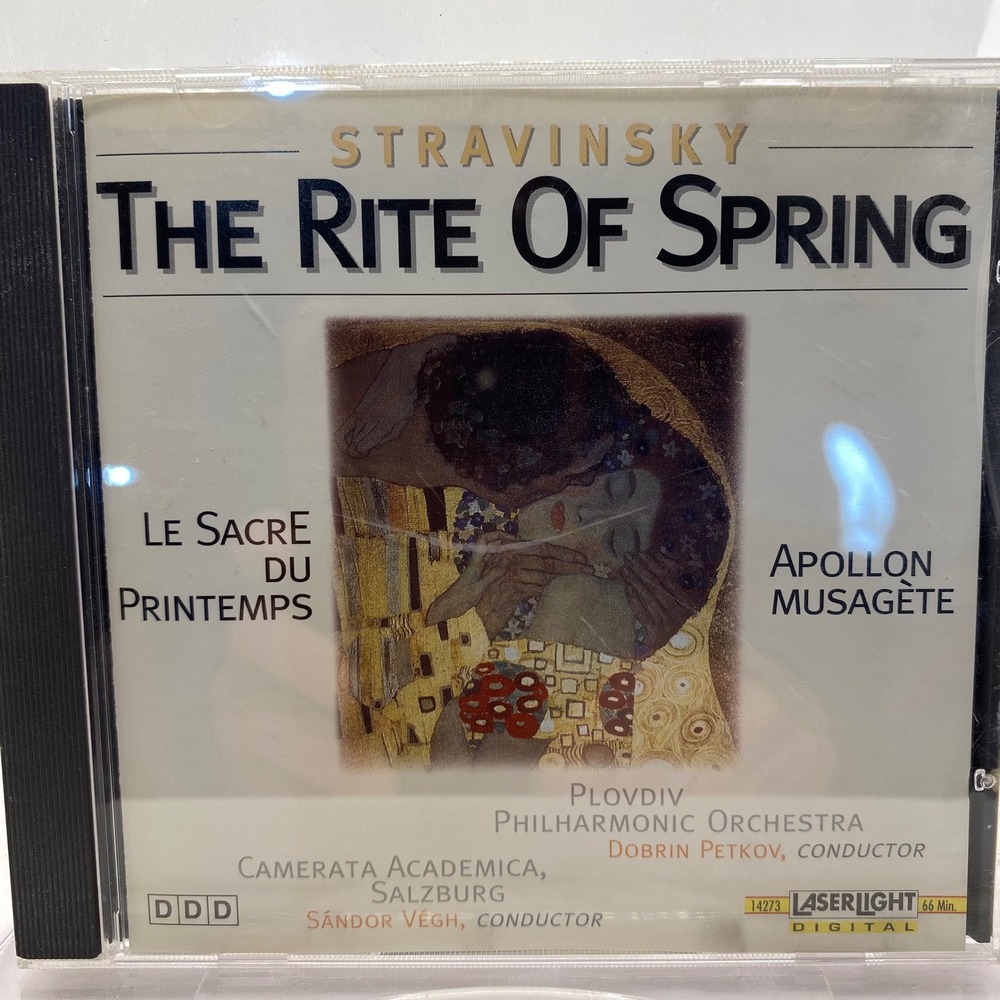 STRAVINSKY
THE RITE OF SPRING
LE SACRE
DU
PRINTEMPS
APOLLON
MUSAGÈTE
PLOVDIV
PHILHARMONIC ORCHESTRA
DOBRIN PETKOV, CONDUCTOR
CAMERATA ACADEMICA,
SALZBURG
SÁNDOR VÉGH, CONDUCTOR
DDD
14273 LASERLIGHT 66 Min.
DIGITAL